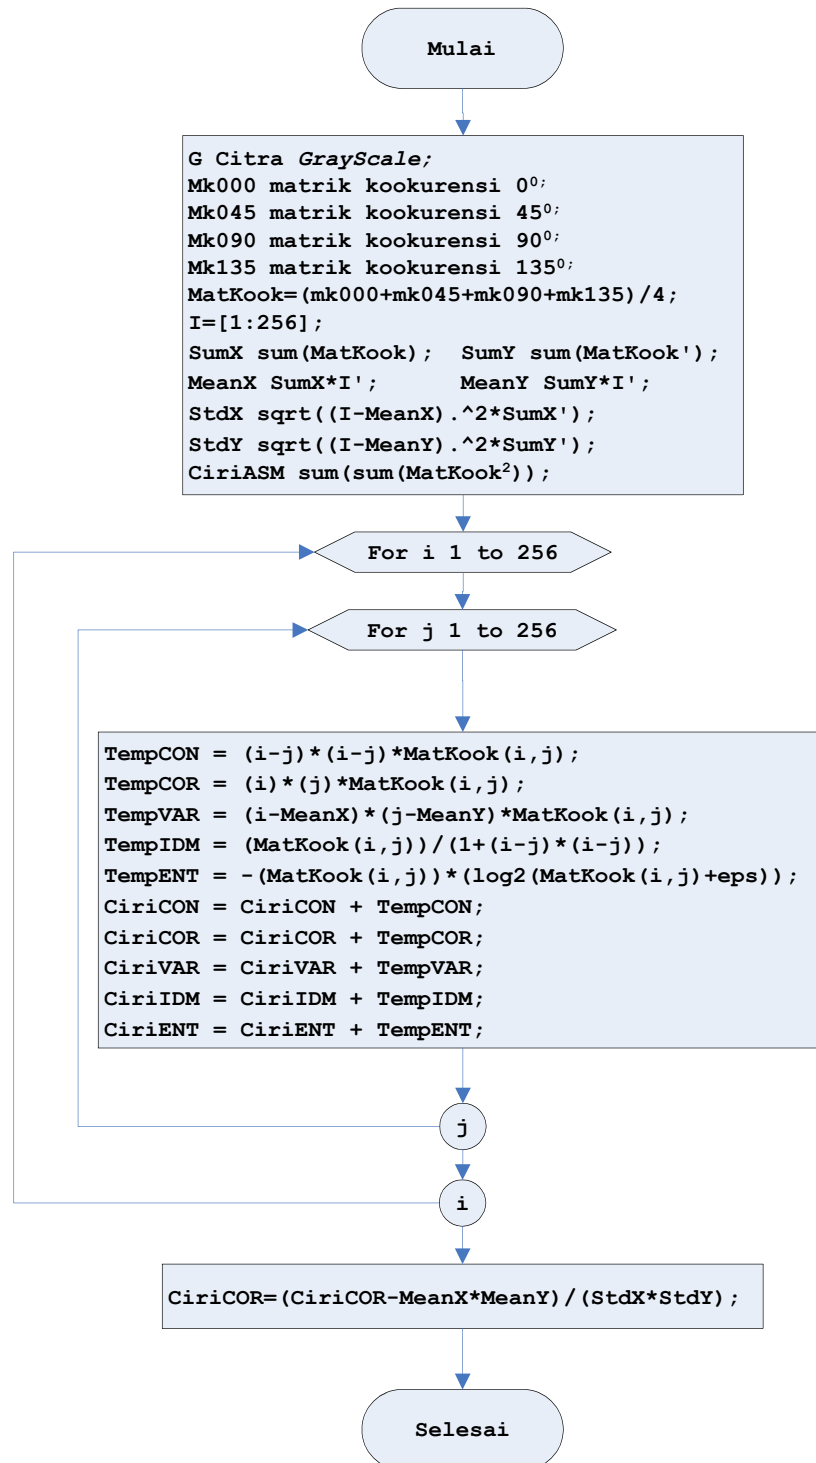 Mulai
G Citra GrayScale;
Mk000 matrik kookurensi 0⁰;
Mk045 matrik kookurensi 45⁰;
Mk090 matrik kookurensi 90⁰;
Mk135 matrik kookurensi 135⁰;
MatKook=(mk000+mk045+mk090+mk135)/4;
I=[1:256];
SumX sum(MatKook);  SumY sum(MatKook');
MeanX SumX*I';      MeanY SumY*I';
StdX sqrt((I-MeanX).^2*SumX');
StdY sqrt((I-MeanY).^2*SumY');
CiriASM sum(sum(MatKook²));
For i 1 to 256
For j 1 to 256
TempCON = (i-j)*(i-j)*MatKook(i,j);
TempCOR = (i)*(j)*MatKook(i,j);
TempVAR = (i-MeanX)*(j-MeanY)*MatKook(i,j);
TempIDM = (MatKook(i,j))/(1+(i-j)*(i-j));
TempENT = -(MatKook(i,j))*(log2(MatKook(i,j)+eps));
CiriCON = CiriCON + TempCON;
CiriCOR = CiriCOR + TempCOR;
CiriVAR = CiriVAR + TempVAR;
CiriIDM = CiriIDM + TempIDM;
CiriENT = CiriENT + TempENT;
j
i
CiriCOR=(CiriCOR-MeanX*MeanY)/(StdX*StdY);
Selesai